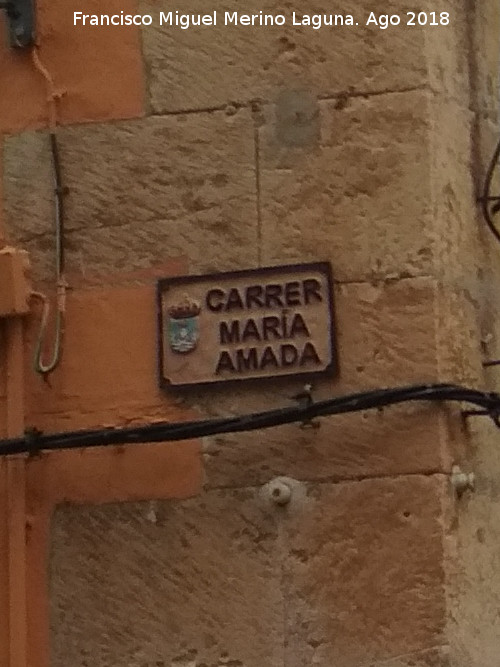 Francisco Miguel Merino Laguna. Ago 2018
CARRER
MARÍA
AMADA